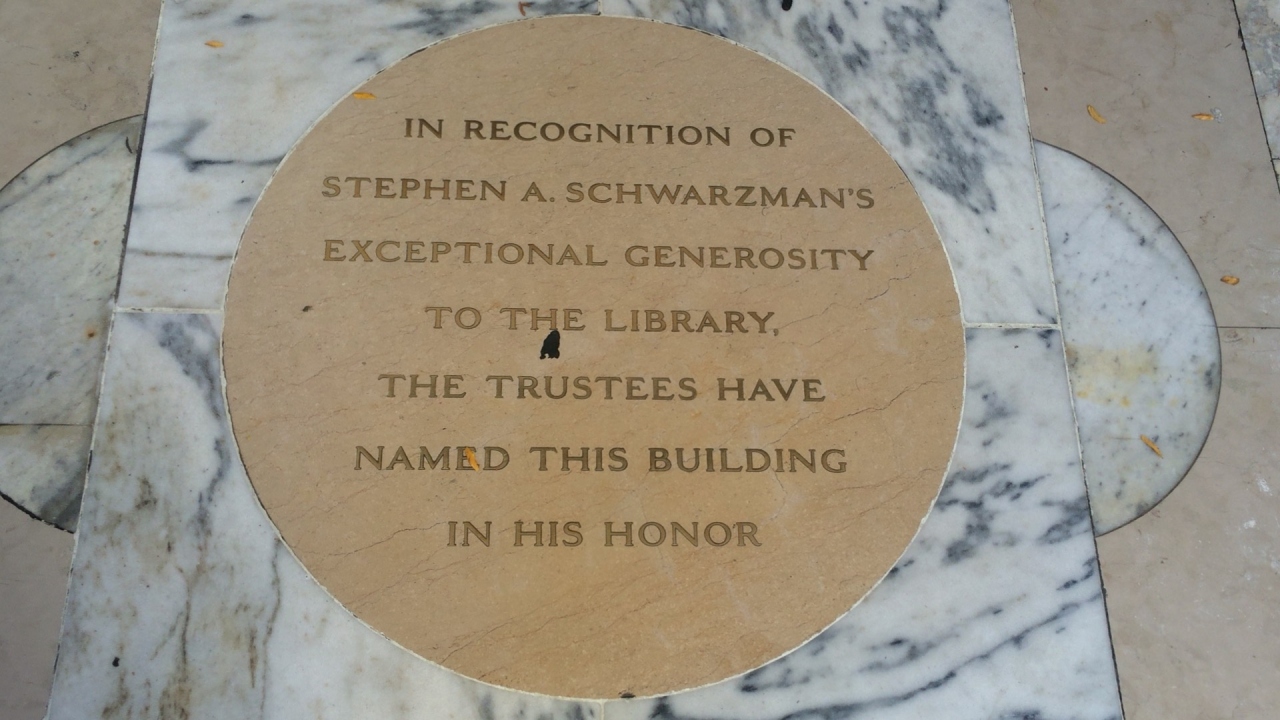 IN RECOGNITION OF
STEPHEN A. SCHWARZMAN'S
EXCEPTIONAL GENEROSITY
TO THE LIBRARY,
THE TRUSTEES HAVE
NAMED THIS BUILDING
IN HIS HONOR